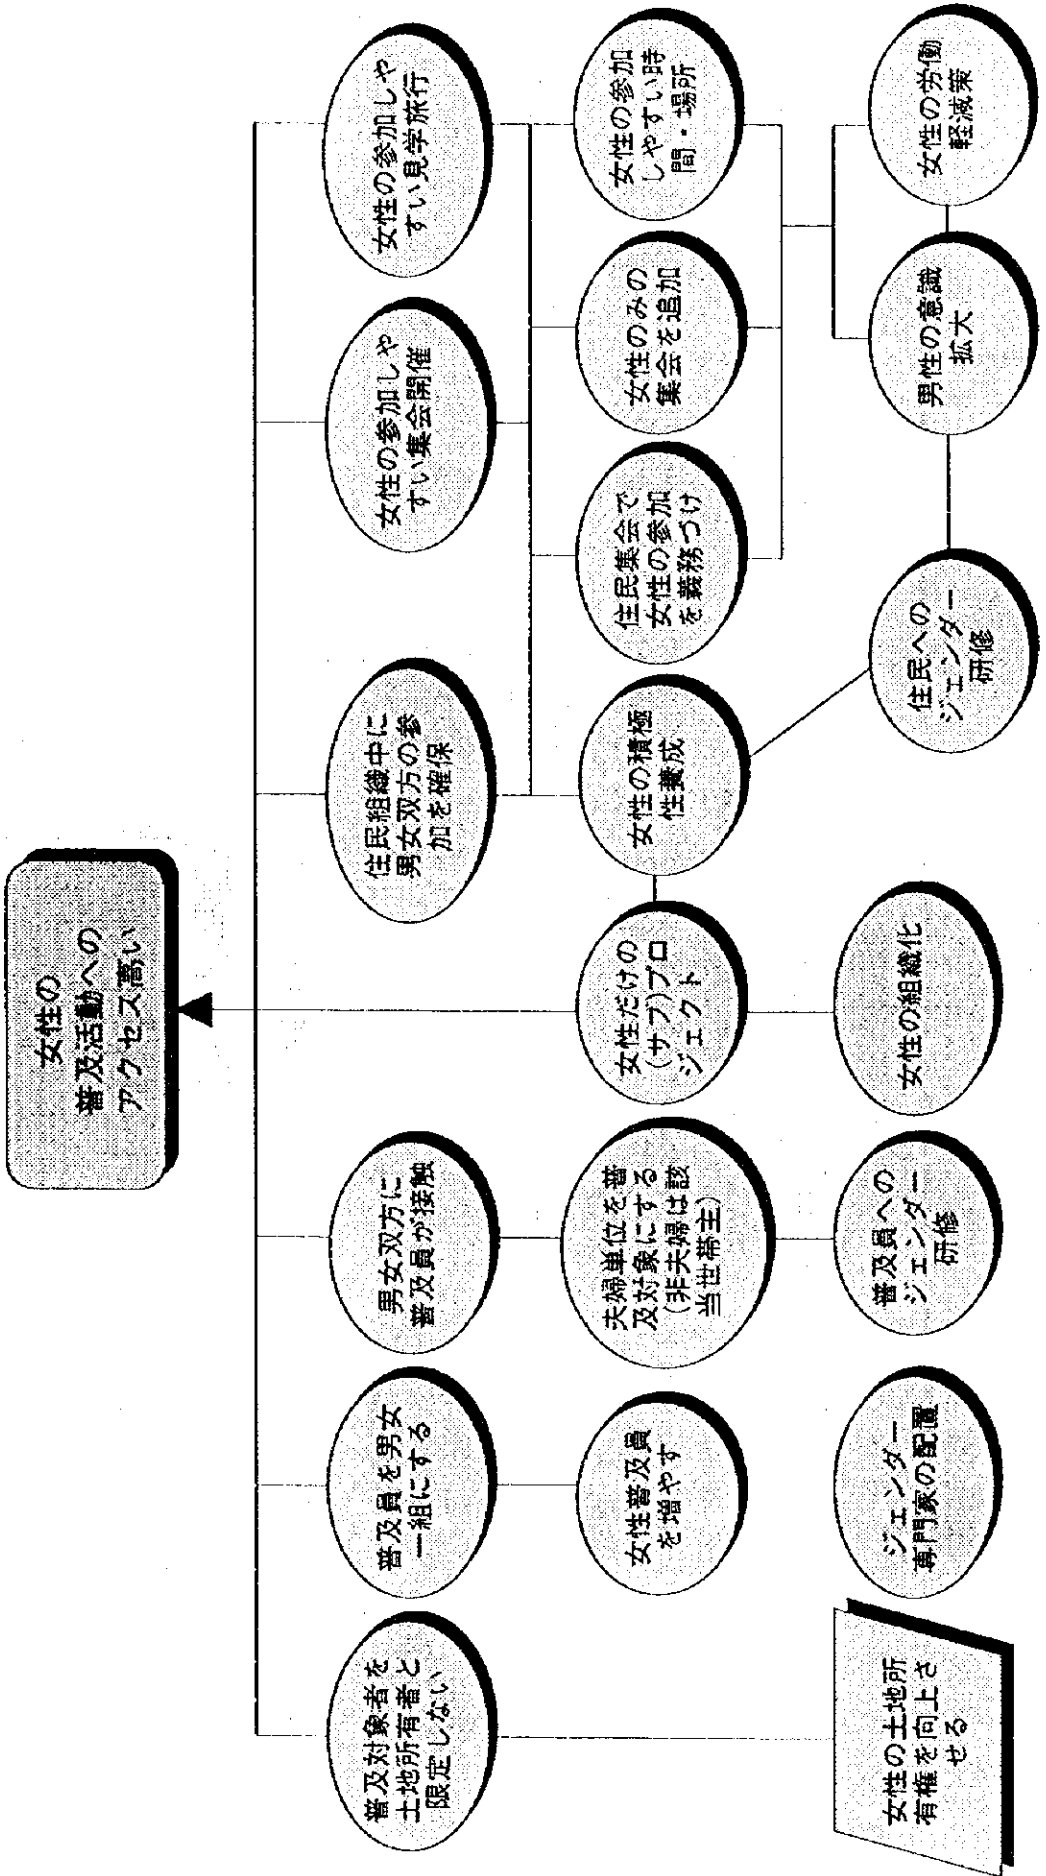 女性の
普及活動への
アクセス高い
普及対象者を
土地所有者と
限定しない
普及員を男女
一組にする
男女双方に
普及員が接触
住民組織中に
男女双方の参
加を確保
女性の参加しや
すい集会開催
女性の参加しや
すい見学旅行
女性普及員
を増やす
夫婦単位を普
及対象にする
(非夫婦は該
当世帯主)
女性だけの
(サブ)プロ
ジェクト
女性の積極
性養成
住民集会で
女性の参加
を義務づけ
女性のみの
集会を追加
女性の参加
しやすい時
間・場所
女性の土地所
有権を向上さ
せる
ジェンダー
専門家の配置
普及員への
ジェンダー
研修
女性の組織化
住民への
ジェンダー
研修
男性の意識
拡大
女性の労働
軽減策